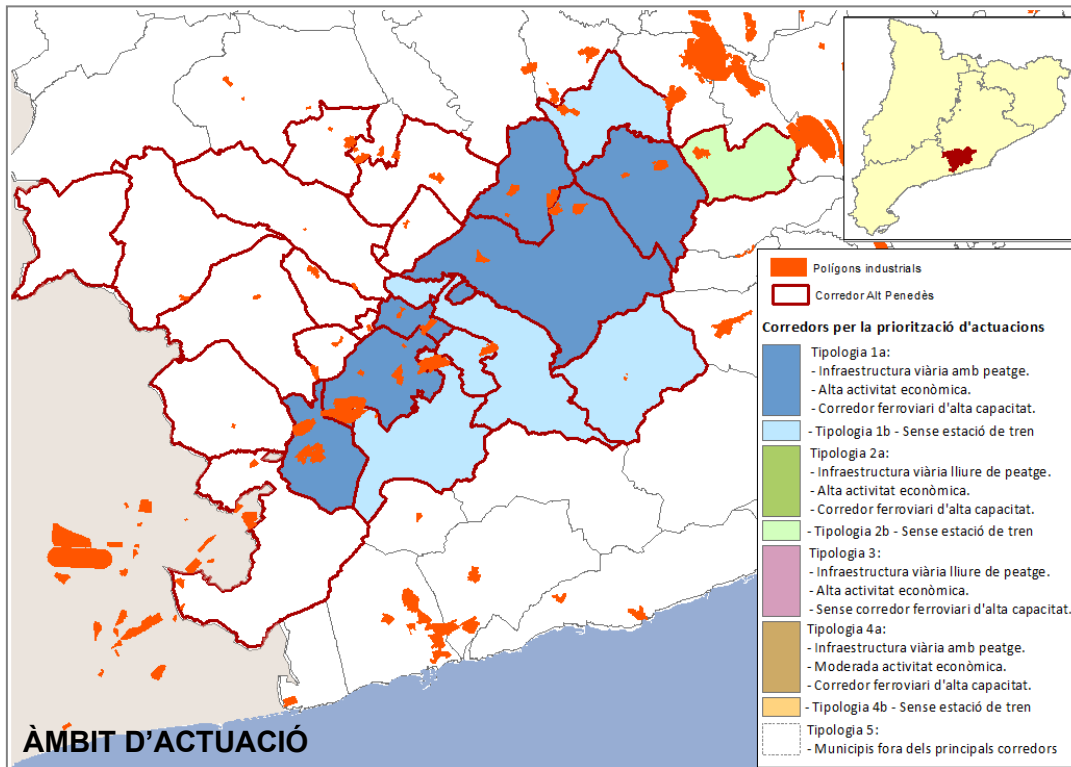 Polígons industrials
Corredor Alt Penedès
Corredors per la priorització d'actuacions
Tipologia 1a:
- Infraestructura viària amb peatge.
- Alta activitat econòmica.
- Corredor ferroviari d'alta capacitat.
- Tipologia 1b - Sense estació de tren
Tipologia 2a:
- Infraestructura viària lliure de peatge.
- Alta activitat econòmica.
- Corredor ferroviari d'alta capacitat.
- Tipologia 2b - Sense estació de tren
Tipologia 3:
- Infraestructura viària lliure de peatge.
- Alta activitat econòmica.
- Sense corredor ferroviari d'alta capacitat.
Tipologia 4a:
- Infraestructura viària amb peatge.
- Moderada activitat econòmica.
- Corredor ferroviari d'alta capacitat.
- Tipologia 4b - Sense estació de tren
Tipologia 5:
- Municipis fora dels principals corredors
ÀMBIT D'ACTUACIÓ